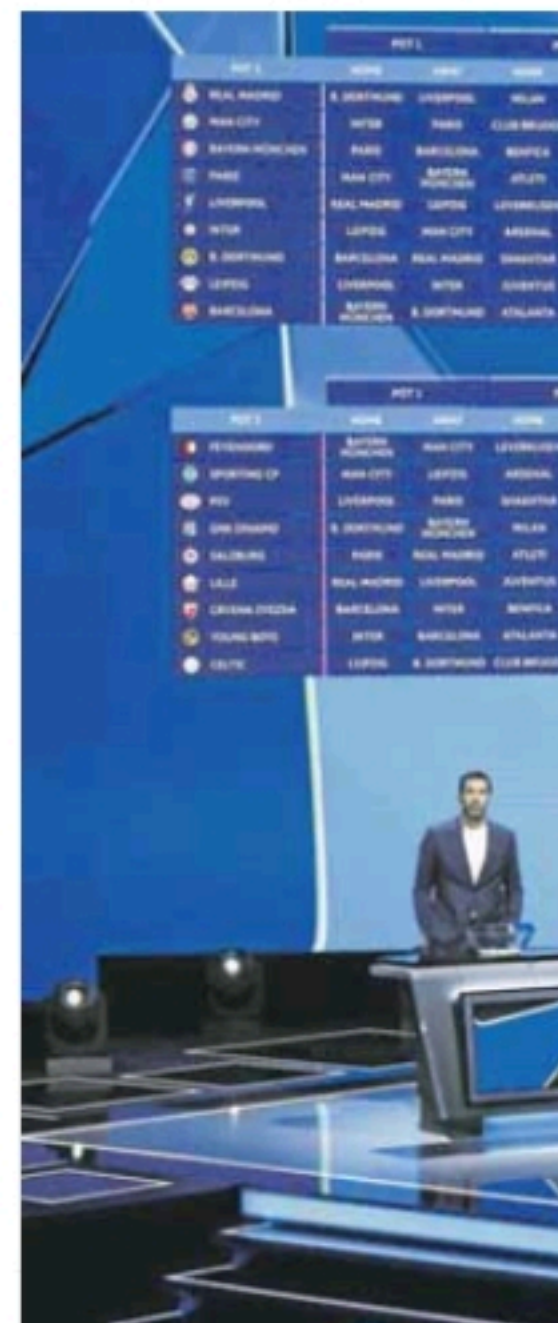 POT 1
POT 1 HOME AWAY HOME
REAL MADRID B. DORTMUND LIVERPOOL MILAN
MAN CITY INTER PARIS CLUB BRUGGE
BAYERN MÜNCHEN PARIS BARCELONA BENFICA
PARIS MAN CITY BAYERN MÜNCHEN ATLETI
LIVERPOOL REAL MADRID LEIPZIG LEVERKUSEN
INTER LEIPZIG MAN CITY ARSENAL
B. DORTMUND BARCELONA REAL MADRID SHAKHTAR
LEIPZIG LIVERPOOL INTER JUVENTUS
BARCELONA BAYERN MÜNCHEN B. DORTMUND ATALANTA
POT 1
POT 3 HOME AWAY HOME
FEYENOORD BAYERN MÜNCHEN MAN CITY LEVERKUSEN
SPORTING CP MAN CITY LEIPZIG ARSENAL
PSV LIVERPOOL PARIS SHAKHTAR
GNK DINAMO B. DORTMUND BAYERN MÜNCHEN MILAN
SALZBURG PARIS REAL MADRID ATLETI
LILLE REAL MADRID LIVERPOOL JUVENTUS
CRVENA ZVEZDA BARCELONA INTER BENFICA
YOUNG BOYS INTER BARCELONA ATALANTA
CELTIC LEIPZIG B. DORTMUND CLUB BRUGGE